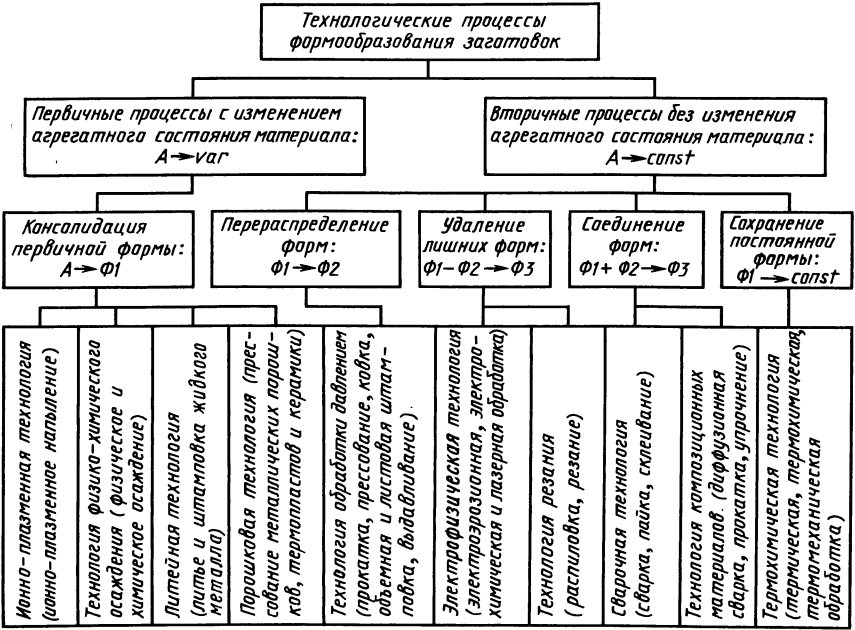 Технологические процессы
формообразования заготовок
Первичные процессы с изменением
агрегатного состояния материала:
А→var
Вторичные процессы без изменения
агрегатного состояния материала:
А→const
Консолидация
первичной формы:
А→Ф1
Перераспределение
форм:
Ф1→Ф2
Удаление
лишних форм:
Ф1−Ф2→Ф3
Соединение
форм:
Ф1+Ф2→Ф3
Сохранение
постоянной
формы:
Ф1→const
Ионно-плазменная технология
(ионно-плазменное напыление)
Технология физико-химического
осаждения (физическое и
химическое осаждение)
Литейная технология
(литье и штамповка жидкого
металла)
Порошковая технология (прес-
сование металлических порош-
ков, термопластов и керамики)
Технология обработки давлением
(прокатка, прессование, ковка,
объемная и листовая штам-
повка, выдавливание).
Электрофизическая технология
(электроэрозионная, электро-
химическая и лазерная обработка)
Технология резания
(распиловка, резание)
Сварочная технология
(сварка, пайка, склеивание)
Технология композиционных
материалов. (диффузионная
сварка, прокатка, упрочнение)
Термохимическая технология
(термическая, термохимическая,
термомеханическая
обработка)